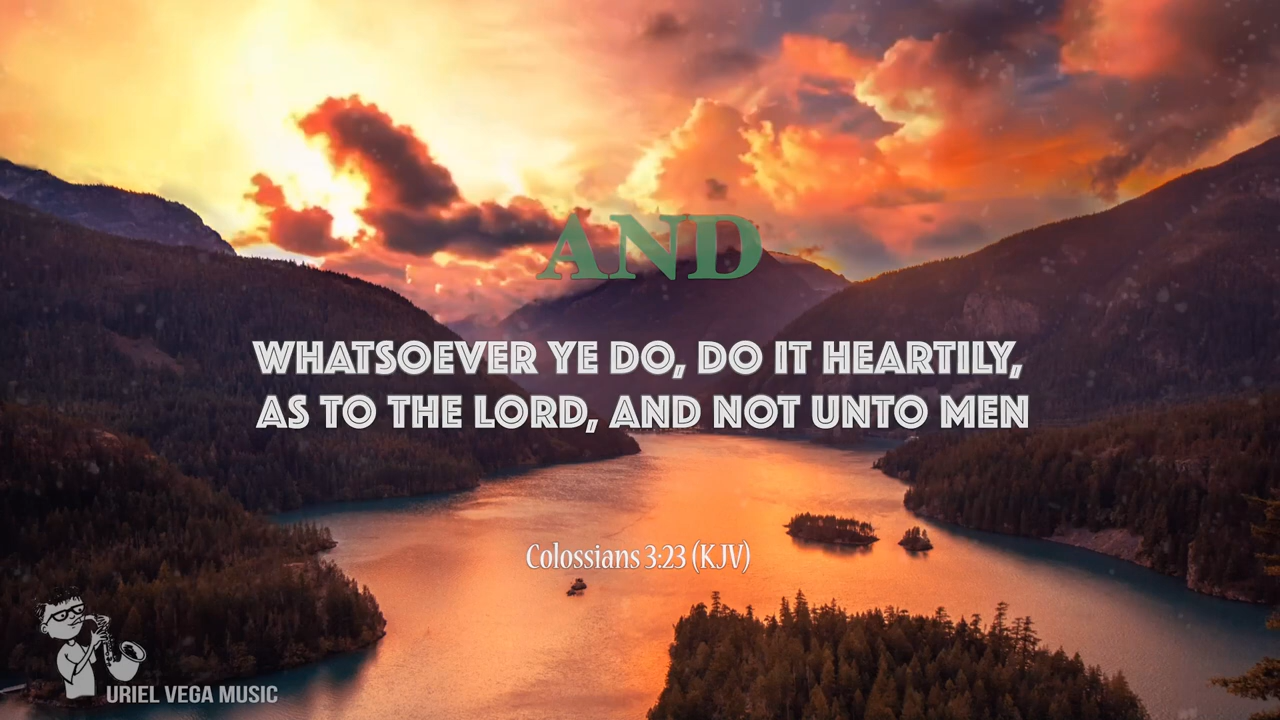 AND
WHATSOEVER YE DO, DO IT HEARTILY,
AS TO THE LORD, AND NOT UNTO MEN
Colossians 3:23 (KJV)
URIEL VEGA MUSIC